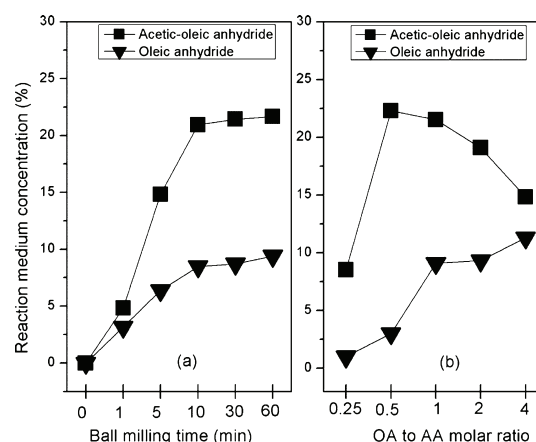 Reaction medium concentration (%)
30
25
20
15
10
5
0
Acetic-oleic anhydride
Oleic anhydride
(a)
0 1 5 10 30 60
Ball milling time (min)
30
25
20
15
10
5
0
Acetic-oleic anhydride
Oleic anhydride
(b)
0.25 0.5 1 2 4
OA to AA molar ratio